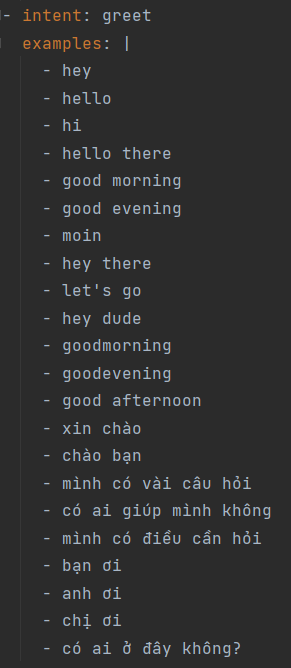 - intent: greet
examples: |
- hey
- hello
- hi
- hello there
- good morning
- good evening
- moin
- hey there
- let's go
- hey dude
- goodmorning
- goodevening
- good afternoon
- xin chào
- chào bạn
- mình có vài câu hỏi
- có ai giúp mình không
- mình có điều cần hỏi
- bạn ơi
- anh ơi
- chị ơi
- có ai ở đây không?